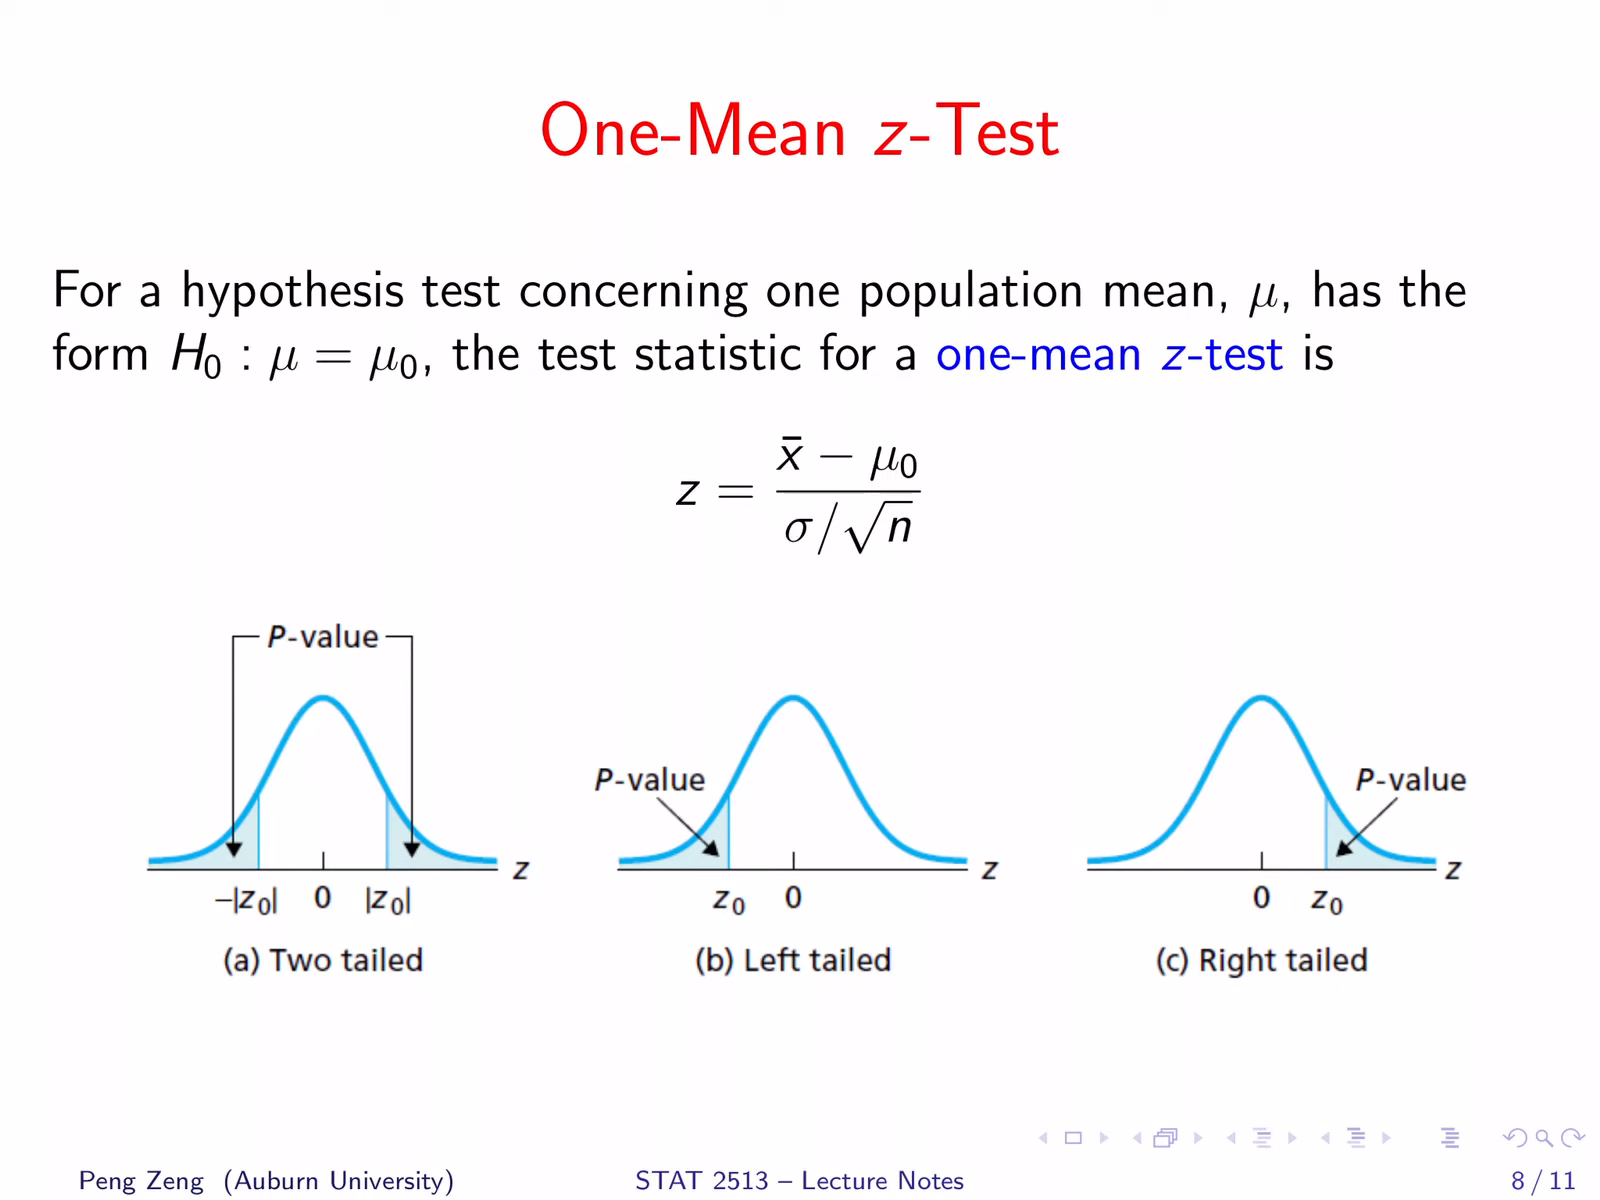 One-Mean z-Test
For a hypothesis test concerning one population mean, μ, has the
form H₀ : μ = μ₀, the test statistic for a one-mean z-test is
z = (x̄ − μ₀) / (σ/√n)
P-value
P-value
P-value
z
z
z
−|z₀| 0 |z₀|
z₀ 0
0 z₀
(a) Two tailed
(b) Left tailed
(c) Right tailed
Peng Zeng (Auburn University)
STAT 2513 – Lecture Notes
8 / 11